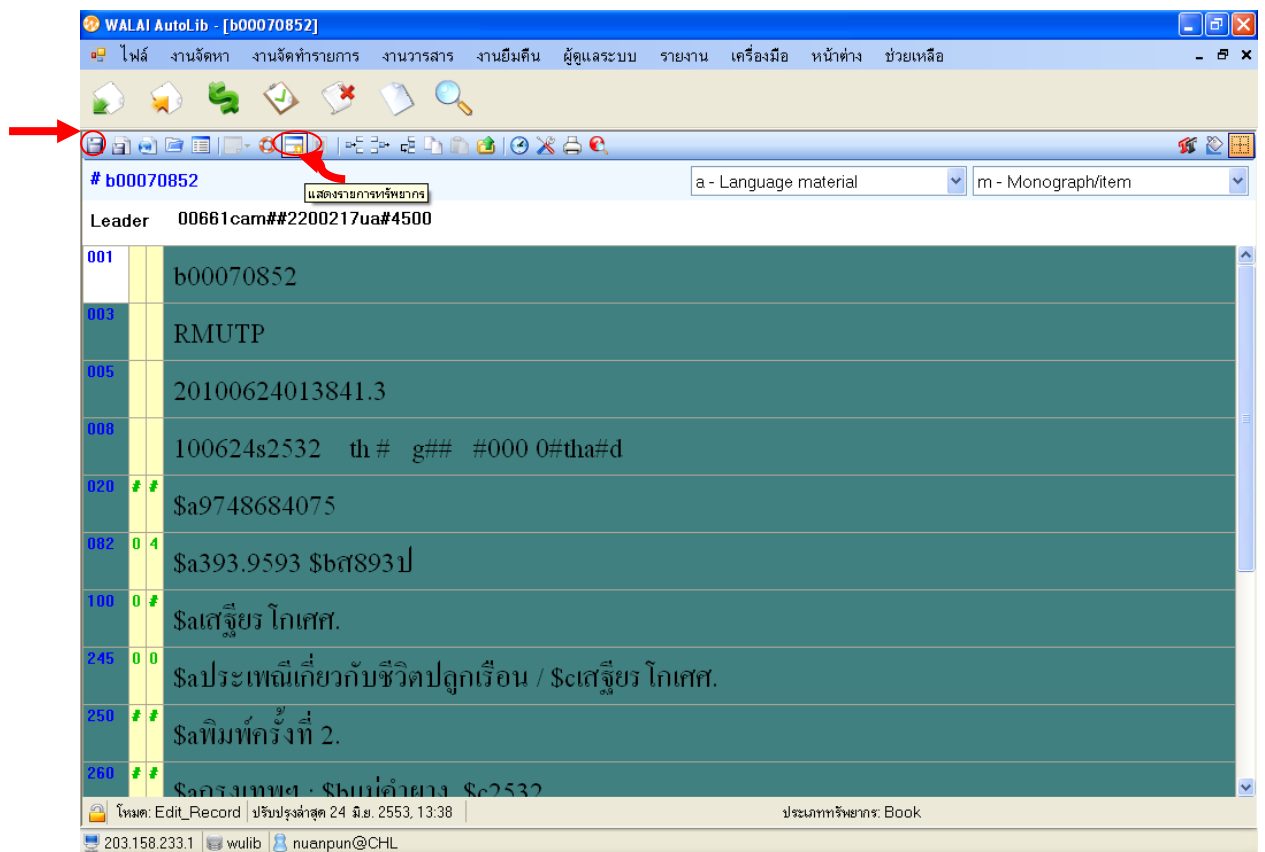 WALAI AutoLib - [b00070852]
ไฟล์ งานจัดหา งานจัดทำรายการ งานวารสาร งานยืมคืน ผู้ดูแลระบบ รายงาน เครื่องมือ หน้าต่าง ช่วยเหลือ
# b00070852
a - Language material
m - Monograph/item
แสดงรายการทรัพยากร
Leader 00661cam##2200217ua#4500
001 b00070852
003 RMUTP
005 20100624013841.3
008 100624s2532 th # g## #000 0#tha#d
020 # # $a9748684075
082 0 4 $a393.9593 $bส893ป
100 0 # $aเสฐียร โกเศศ.
245 0 0 $aประเพณีเกี่ยวกับชีวิตปลูกเรือน / $cเสฐียร โกเศศ.
250 # # $aพิมพ์ครั้งที่ 2.
260 # # $aกรุงเทพฯ : $bแม่คำผาง, $c2532
โหมด: Edit_Record ปรับปรุงล่าสุด 24 มิ.ย. 2553, 13:38 ประเภททรัพยากร: Book
203.158.233.1 wulib nuanpun@CHL